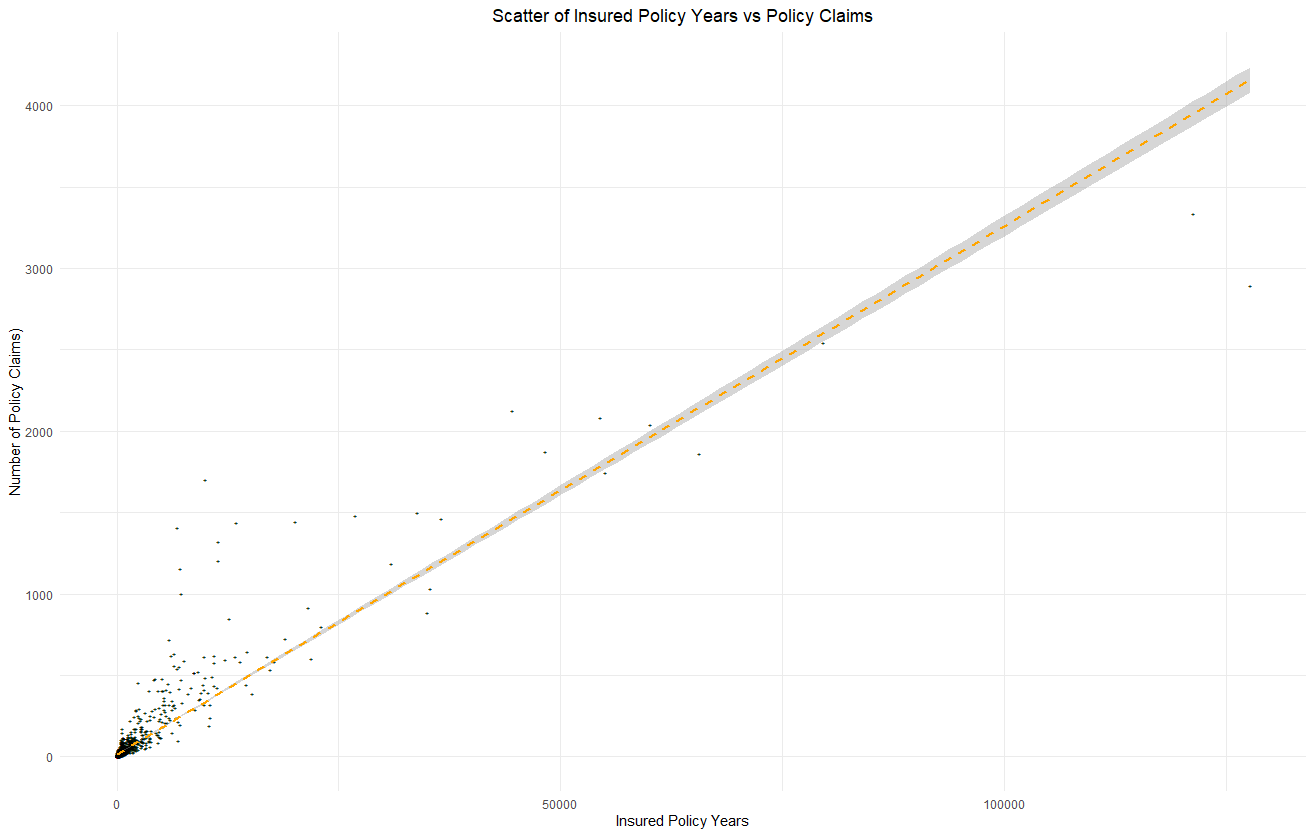 Scatter of Insured Policy Years vs Policy Claims
4000
3000
2000
1000
0
Number of Policy Claims)
0 50000 100000
Insured Policy Years